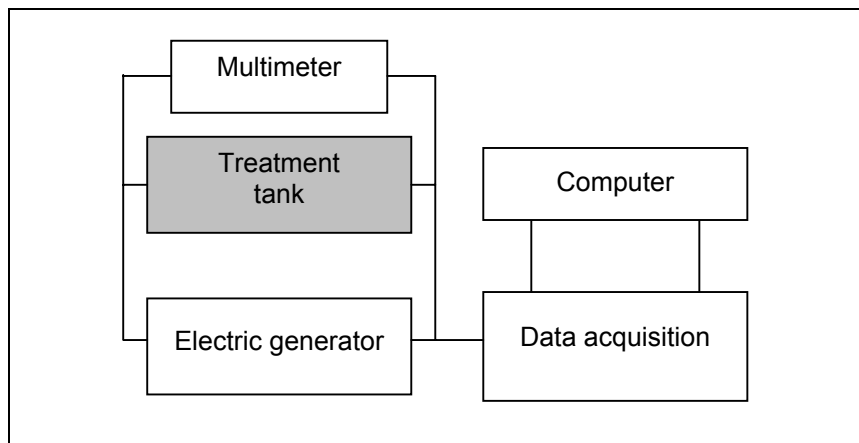 Multimeter
Treatment
tank
Computer
Electric generator
Data acquisition